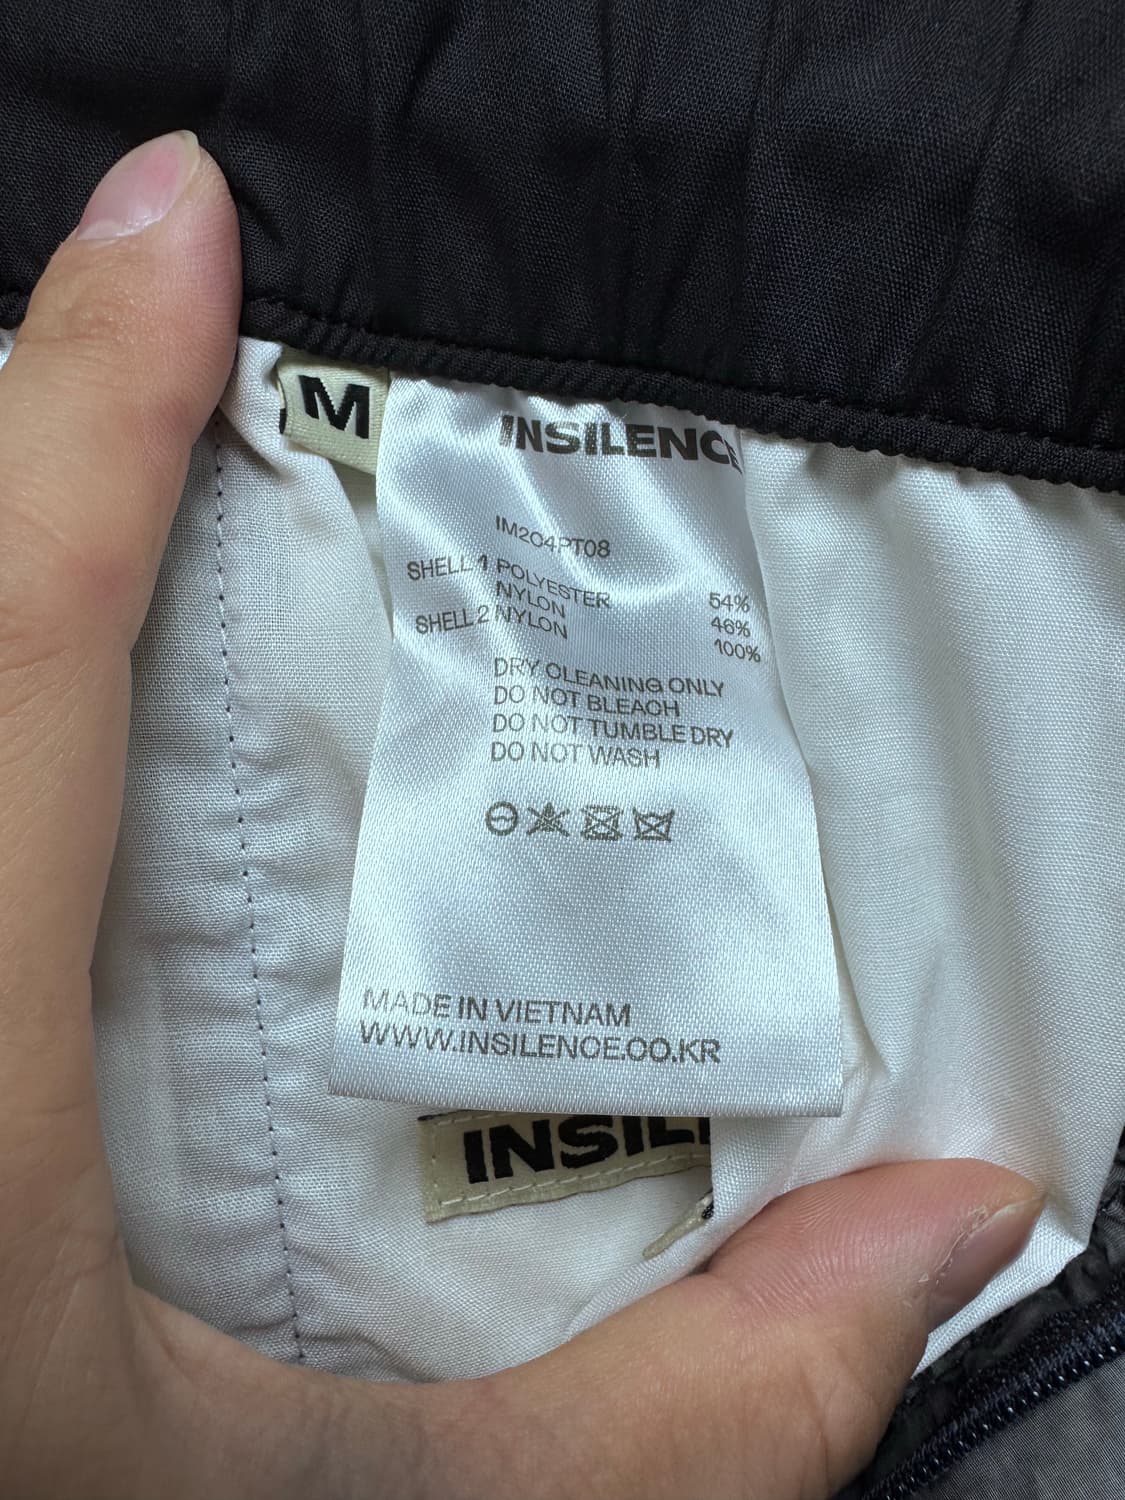 M
INSILENCE
IM204PT08
SHELL 1 POLYESTER 54%
NYLON 46%
SHELL 2 NYLON 100%
DRY CLEANING ONLY
DO NOT BLEACH
DO NOT TUMBLE DRY
DO NOT WASH
MADE IN VIETNAM
WWW.INSILENCE.CO.KR
INSIL